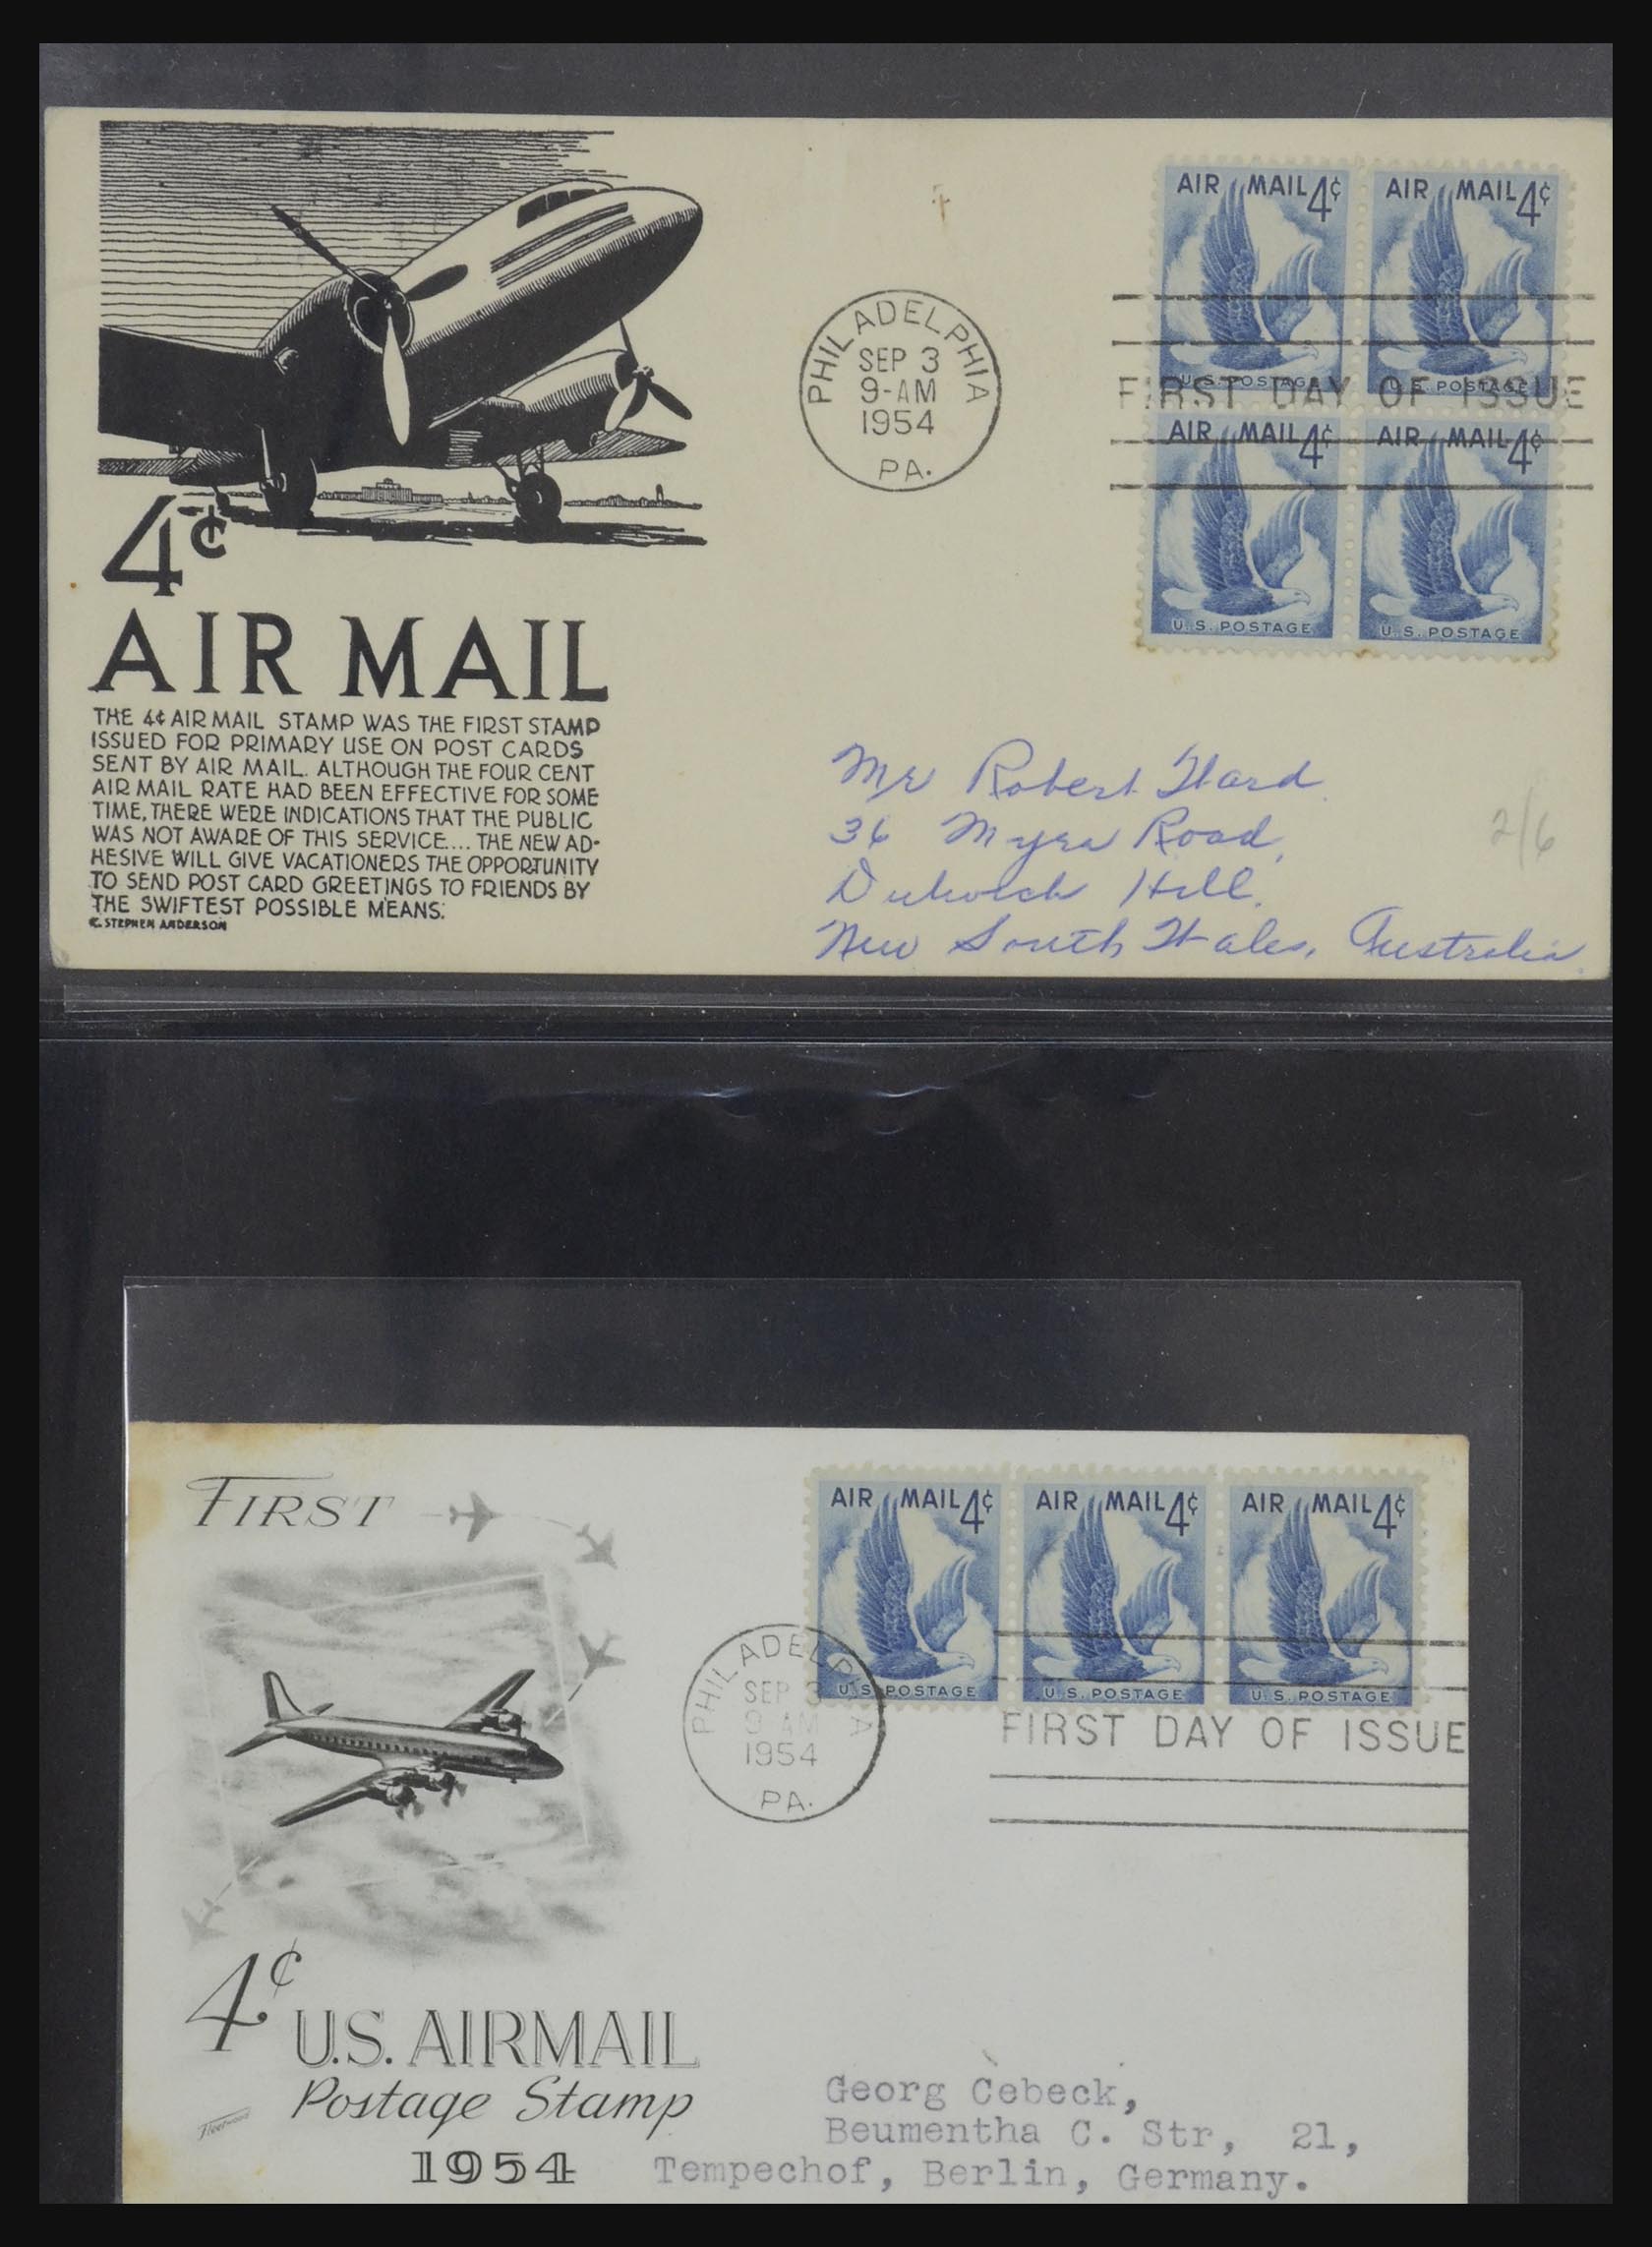 AIR MAIL 4¢ AIR MAIL 4¢
PHILADELPHIA
SEP 3
9-AM
1954
PA.
U.S. POSTAGE U.S. POSTAGE
FIRST DAY OF ISSUE
AIR MAIL 4¢ AIR MAIL 4¢
U.S. POSTAGE U.S. POSTAGE
4¢
AIR MAIL
THE 4¢ AIR MAIL STAMP WAS THE FIRST STAMP
ISSUED FOR PRIMARY USE ON POST CARDS
SENT BY AIR MAIL. ALTHOUGH THE FOUR CENT
AIR MAIL RATE HAD BEEN EFFECTIVE FOR SOME
TIME, THERE WERE INDICATIONS THAT THE PUBLIC
WAS NOT AWARE OF THIS SERVICE.... THE NEW AD-
HESIVE WILL GIVE VACATIONERS THE OPPORTUNITY
TO SEND POST CARD GREETINGS TO FRIENDS BY
THE SWIFTEST POSSIBLE MEANS.
C. STEPHEN ANDERSON
Mr Robert Ward
36 Myra Road,
Dulwich Hill.
New South Wales, Australia
2/6
FIRST
AIR MAIL 4¢ AIR MAIL 4¢ AIR MAIL 4¢
U.S. POSTAGE U.S. POSTAGE U.S. POSTAGE
PHILADELPHIA
SEP 3
9 AM
1954
PA.
FIRST DAY OF ISSUE
4¢
U.S. AIRMAIL
Postage Stamp
Fleetwood
1954
Georg Cebeck,
Beumentha C. Str, 21,
Tempechof, Berlin, Germany.